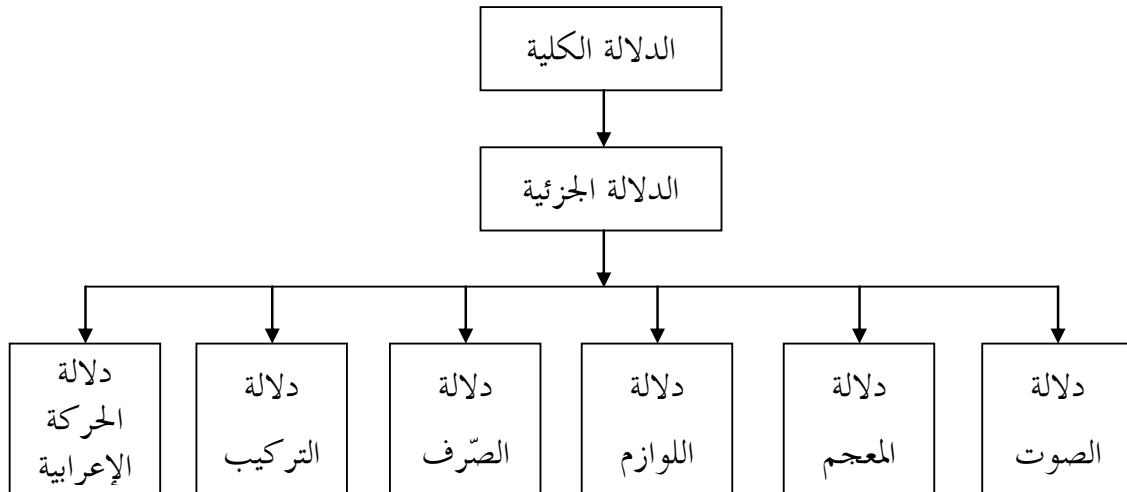 الدلالة الكلية
الدلالة الجزئية
دلالة
الصوت
دلالة
المعجم
دلالة
اللوازم
دلالة
الصّرف
دلالة
التركيب
دلالة
الحركة
الإعرابية